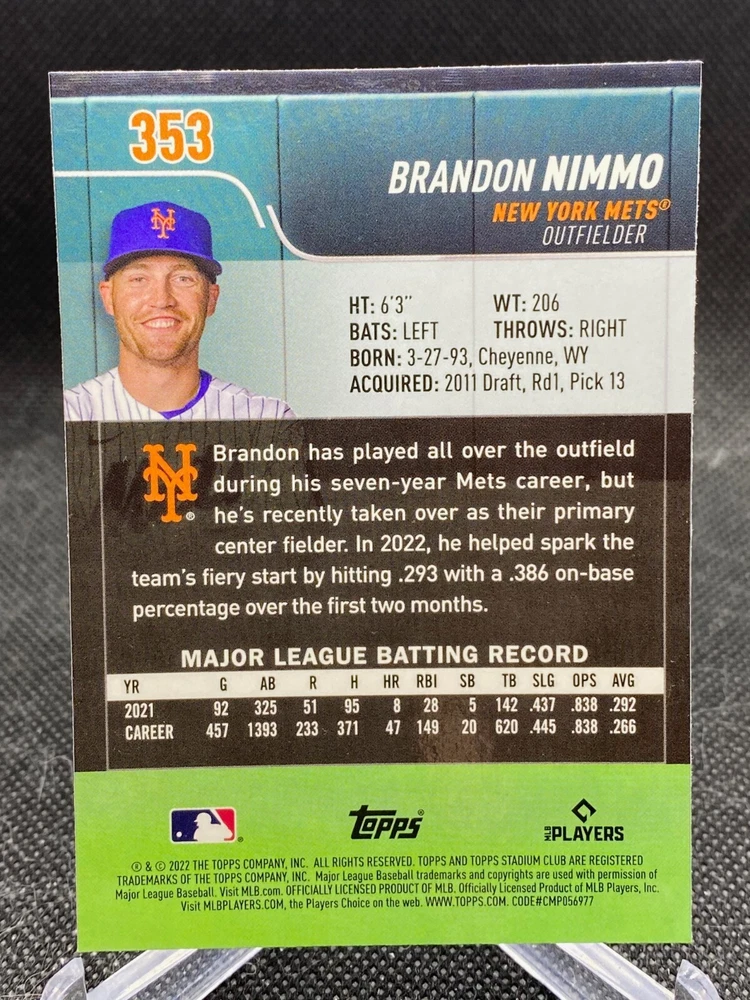 353
BRANDON NIMMO
NEW YORK METS®
OUTFIELDER
NY
HT: 6'3" WT: 206
BATS: LEFT THROWS: RIGHT
BORN: 3-27-93, Cheyenne, WY
ACQUIRED: 2011 Draft, Rd1, Pick 13
NY®
Brandon has played all over the outfield
during his seven-year Mets career, but
he's recently taken over as their primary
center fielder. In 2022, he helped spark the
team's fiery start by hitting .293 with a .386 on-base
percentage over the first two months.
MAJOR LEAGUE BATTING RECORD
YR G AB R H HR RBI SB TB SLG OPS AVG
2021 92 325 51 95 8 28 5 142 .437 .838 .292
CAREER 457 1393 233 371 47 149 20 620 .445 .838 .266
® topps® MLB PLAYERS
® & © 2022 THE TOPPS COMPANY, INC. ALL RIGHTS RESERVED. TOPPS AND TOPPS STADIUM CLUB ARE REGISTERED
TRADEMARKS OF THE TOPPS COMPANY, INC. Major League Baseball trademarks and copyrights are used with permission of
Major League Baseball. Visit MLB.com. OFFICIALLY LICENSED PRODUCT OF MLB. Officially Licensed Product of MLB Players, Inc.
Visit MLBPLAYERS.com, the Players Choice on the web. WWW.TOPPS.COM. CODE#CMP056977